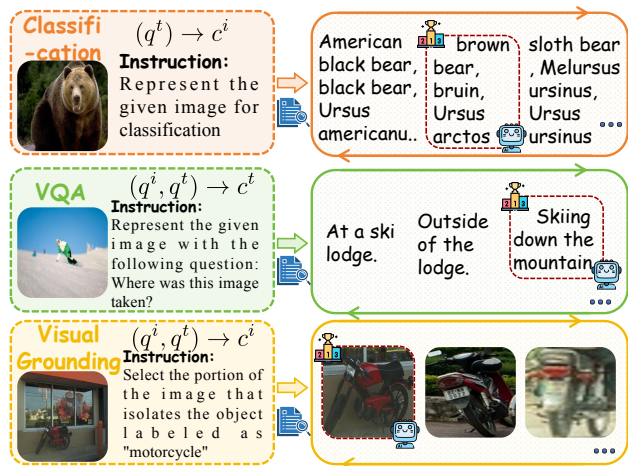 Classifi
-cation
(q^t) → c^i
Instruction:
Represent the
given image for
classification
American
black bear,
black bear,
Ursus
americanu..
brown
bear,
bruin,
Ursus
arctos
sloth bear
, Melursus
ursinus,
Ursus
ursinus
...
VQA
(q^i, q^t) → c^t
Instruction:
Represent the given
image with the
following question:
Where was this image
taken?
At a ski
lodge.
Outside
of the
lodge.
Skiing
down the
mountain
...
Visual
Grounding
(q^i, q^t) → c^i
Instruction:
Select the portion of
the image that
isolates the object
labeled as
"motorcycle"
...